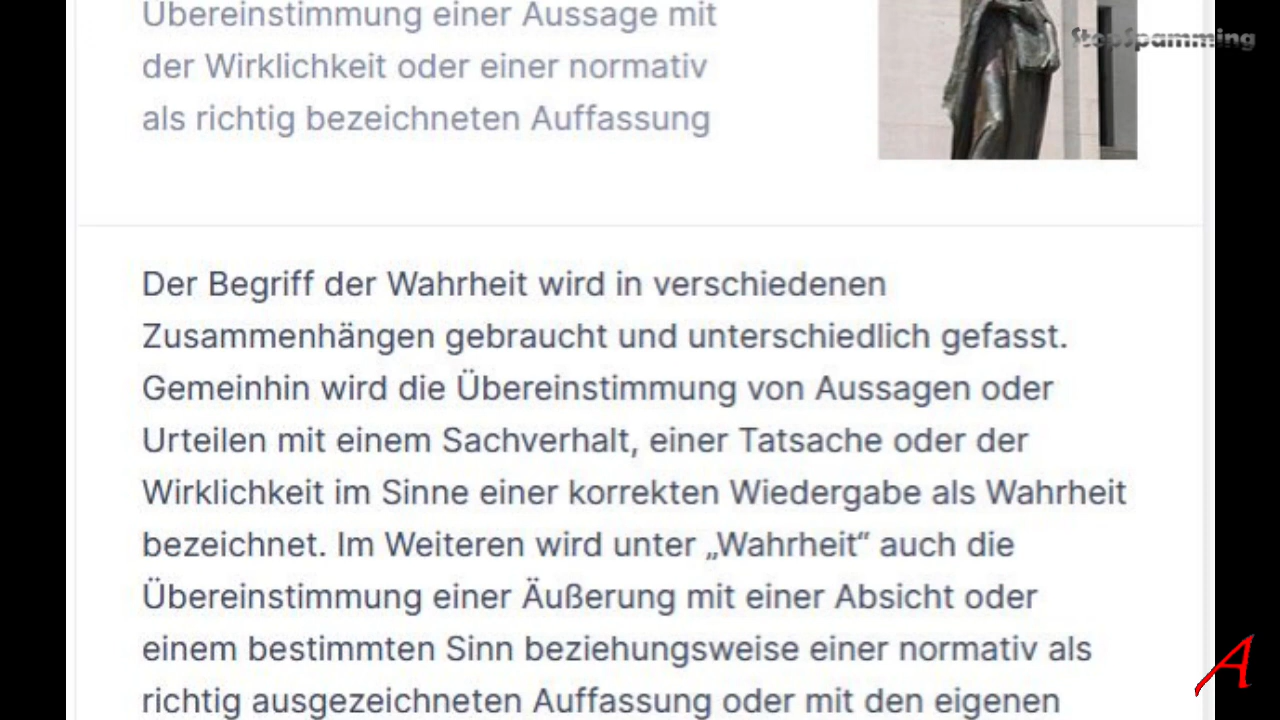 Übereinstimmung einer Aussage mit
der Wirklichkeit oder einer normativ
als richtig bezeichneten Auffassung
StopSpamming
Der Begriff der Wahrheit wird in verschiedenen
Zusammenhängen gebraucht und unterschiedlich gefasst.
Gemeinhin wird die Übereinstimmung von Aussagen oder
Urteilen mit einem Sachverhalt, einer Tatsache oder der
Wirklichkeit im Sinne einer korrekten Wiedergabe als Wahrheit
bezeichnet. Im Weiteren wird unter „Wahrheit“ auch die
Übereinstimmung einer Äußerung mit einer Absicht oder
einem bestimmten Sinn beziehungsweise einer normativ als
richtig ausgezeichneten Auffassung oder mit den eigenen
A